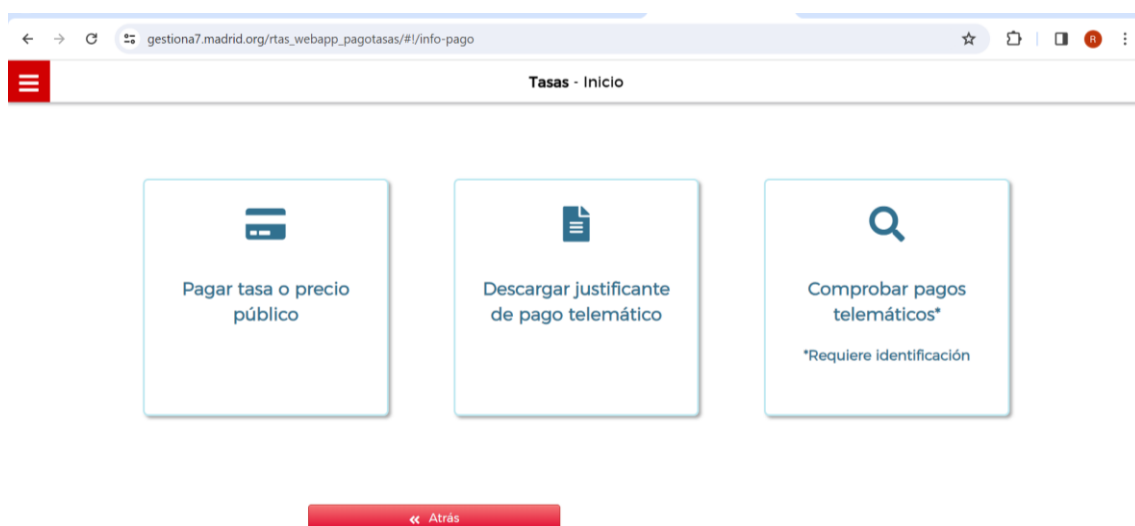 gestiona7.madrid.org/rtas_webapp_pagotasas/#!/info-pago
R
Tasas - Inicio
Pagar tasa o precio
público
Descargar justificante
de pago telemático
Comprobar pagos
telemáticos*
*Requiere identificación
« Atrás